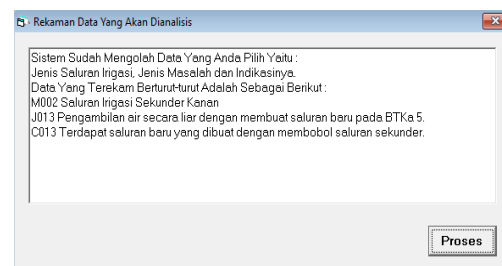 Rekaman Data Yang Akan Dianalisis
Sistem Sudah Mengolah Data Yang Anda Pilih Yaitu :
Jenis Saluran Irigasi, Jenis Masalah dan Indikasinya.
Data Yang Terekam Berturut-turut Adalah Sebagai Berikut :
M002 Saluran Irigasi Sekunder Kanan
J013 Pengambilan air secara liar dengan membuat saluran baru pada BTKa 5.
C013 Terdapat saluran baru yang dibuat dengan membobol saluran sekunder.
Proses